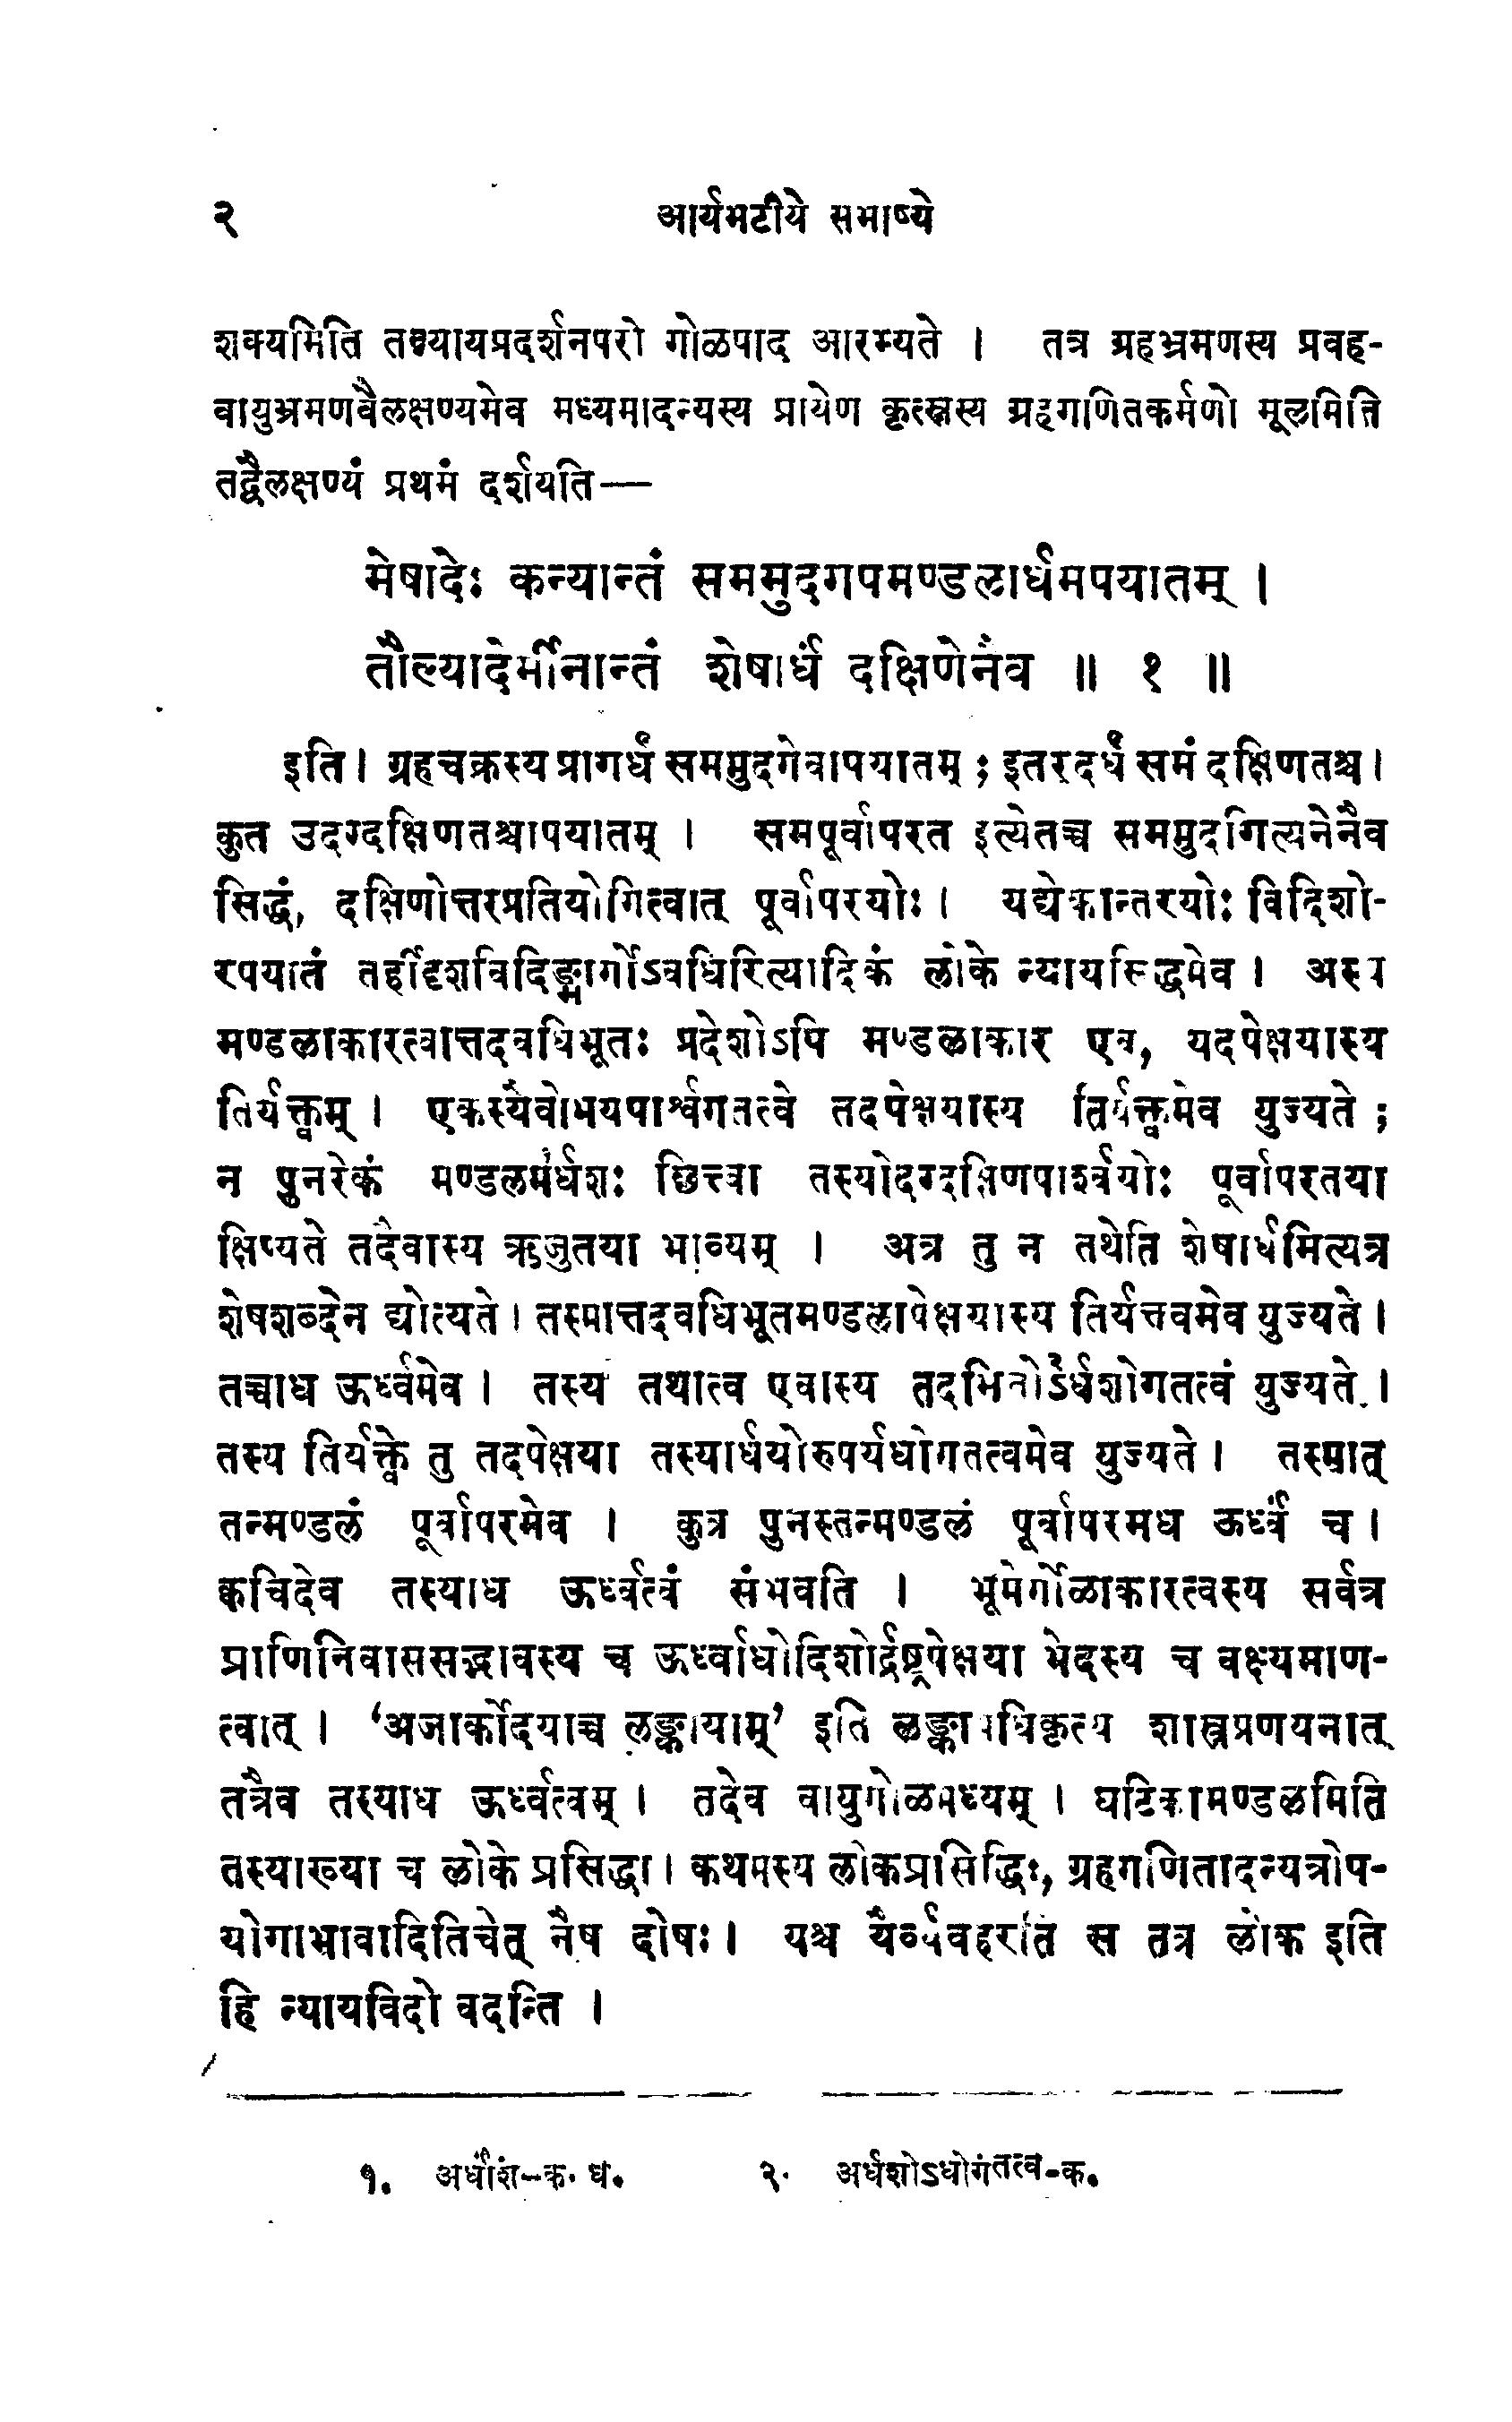 २ आर्यभटीये सभाष्ये
शक्यमिति तन्न्यायप्रदर्शनपरो गोळपाद आरभ्यते । तत्र ग्रहभ्रमणस्य प्रवह-
वायुभ्रमणवैलक्षण्यमेव मध्यमादन्यस्य प्रायेण कृत्स्नस्य ग्रहगणितकर्मणो मूलमिति
तद्वैलक्षण्यं प्रथमं दर्शयति—
मेषादेः कन्यान्तं सममुदगपमण्डलार्धमपयातम् ।
तौल्यादेर्मीनान्तं शेषार्धं दक्षिणेनैव ॥ १ ॥
इति । ग्रहचक्रस्य प्रागर्धं सममुदगेवापयातम् ; इतरदर्धं समं दक्षिणतश्च ।
कुत उदग्दक्षिणतश्चापयातम् । समपूर्वापरत इत्येतच्च सममुदगित्यनेनैव
सिद्धं, दक्षिणोत्तरप्रतियोगित्वात् पूर्वापरयोः । यद्येकान्तरयोः विदिशो-
रपयातं तर्हीदृशविदिङ्मार्गोऽवधिरित्यादिकं लोके न्यायसिद्धमेव । अस्य
मण्डलाकारत्वात्तदवधिभूतः प्रदेशोऽपि मण्डलाकार एव, यदपेक्षयास्य
तिर्यक्त्वम् । एकस्यैवोभयपार्श्वगतत्वे तदपेक्षयास्य तिर्यक्त्वमेव युज्यते ;
न पुनरेकं मण्डलमर्धशः छित्त्वा तस्योदग्दक्षिणपार्श्वयोः पूर्वापरतया
क्षिप्यते तदैवास्य ऋजुतया भाव्यम् । अत्र तु न तथेति शेषार्धमित्यत्र
शेषशब्देन द्योत्यते । तस्मात्तदवधिभूतमण्डलापेक्षयास्य तिर्यत्तवमेव युज्यते ।
तच्चाध ऊर्ध्वमेव । तस्य तथात्व एवास्य तदभितोऽर्धशोगतत्वं युज्यते ।
तस्य तिर्यक्त्वे तु तदपेक्षया तस्यार्धयोरुपर्यधोगतत्वमेव युज्यते । तस्मात्
तन्मण्डलं पूर्वापरमेव । कुत्र पुनस्तन्मण्डलं पूर्वापरमध ऊर्ध्वं च ।
क्वचिदेव तस्याध ऊर्ध्वत्वं संभवति । भूमेर्गोळाकारत्वस्य सर्वत्र
प्राणिनिवाससद्भावस्य च ऊर्ध्वाधोदिशोर्द्रष्ट्रपेक्षया भेदस्य च वक्ष्यमाण-
त्वात् । 'अजार्कोदयाच्च लङ्कायाम्' इति लङ्कामधिकृत्य शास्त्रप्रणयनात्
तत्रैव तस्याध ऊर्ध्वत्वम् । तदेव वायुगोळमध्यम् । घटिकामण्डलमिति
तस्याख्या च लोके प्रसिद्धा । कथमस्य लोकप्रसिद्धिः, ग्रहगणितादन्यत्रोप-
योगाभावादितिचेत् नैष दोषः । यश्च यैर्व्यवहरति स तत्र लोक इति
हि न्यायविदो वदन्ति ।
१. अर्धांशं-क. ध. २. अर्धशोऽधोगतत्व-क.